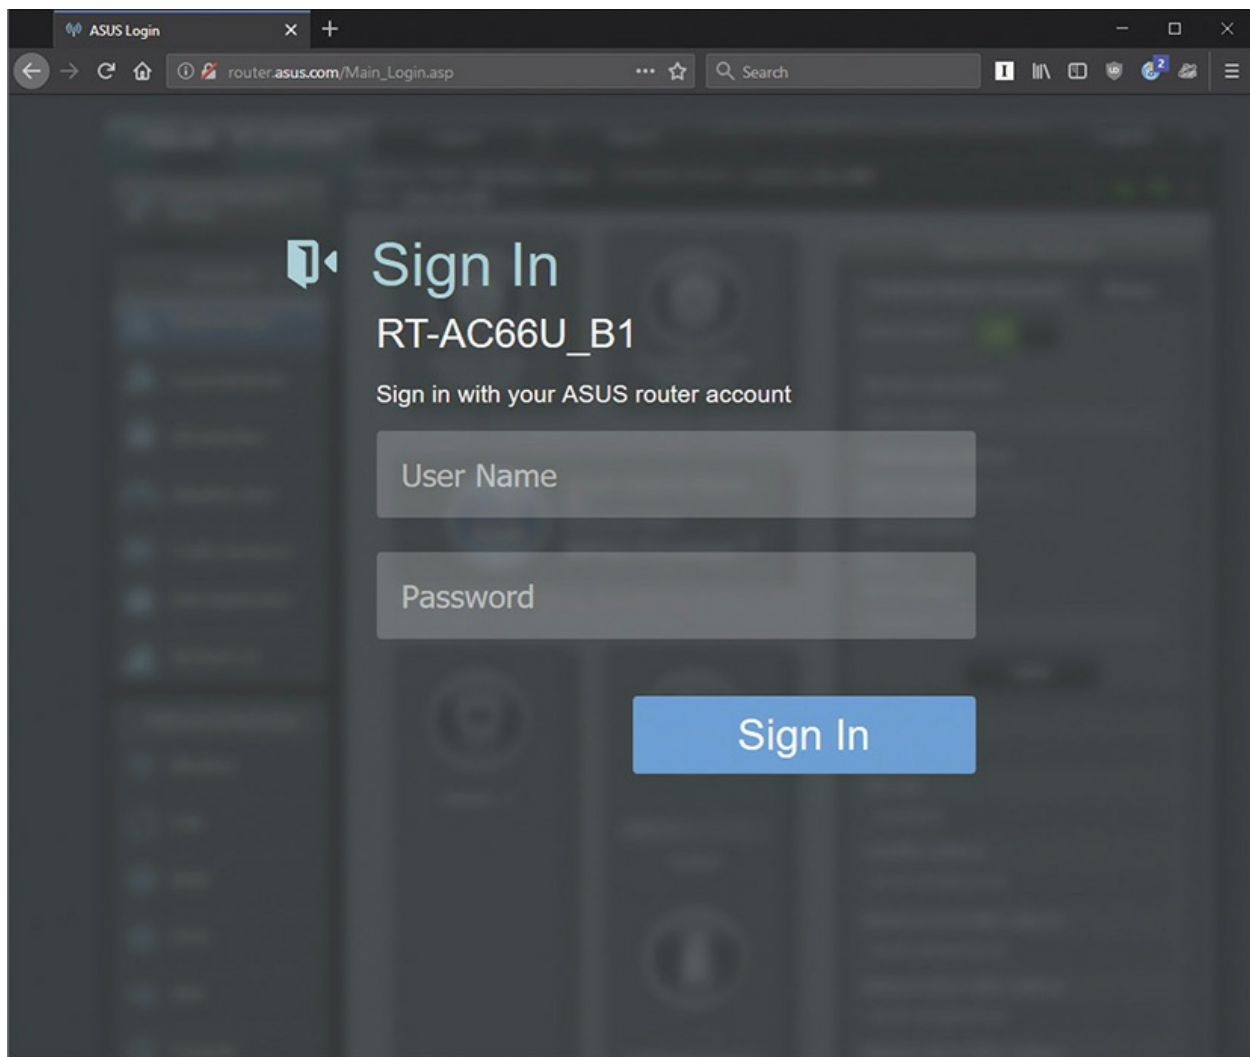 ASUS Login
router.asus.com/Main_Login.asp
Search
2
Sign In
RT-AC66U_B1
Sign in with your ASUS router account
User Name
Password
Sign In